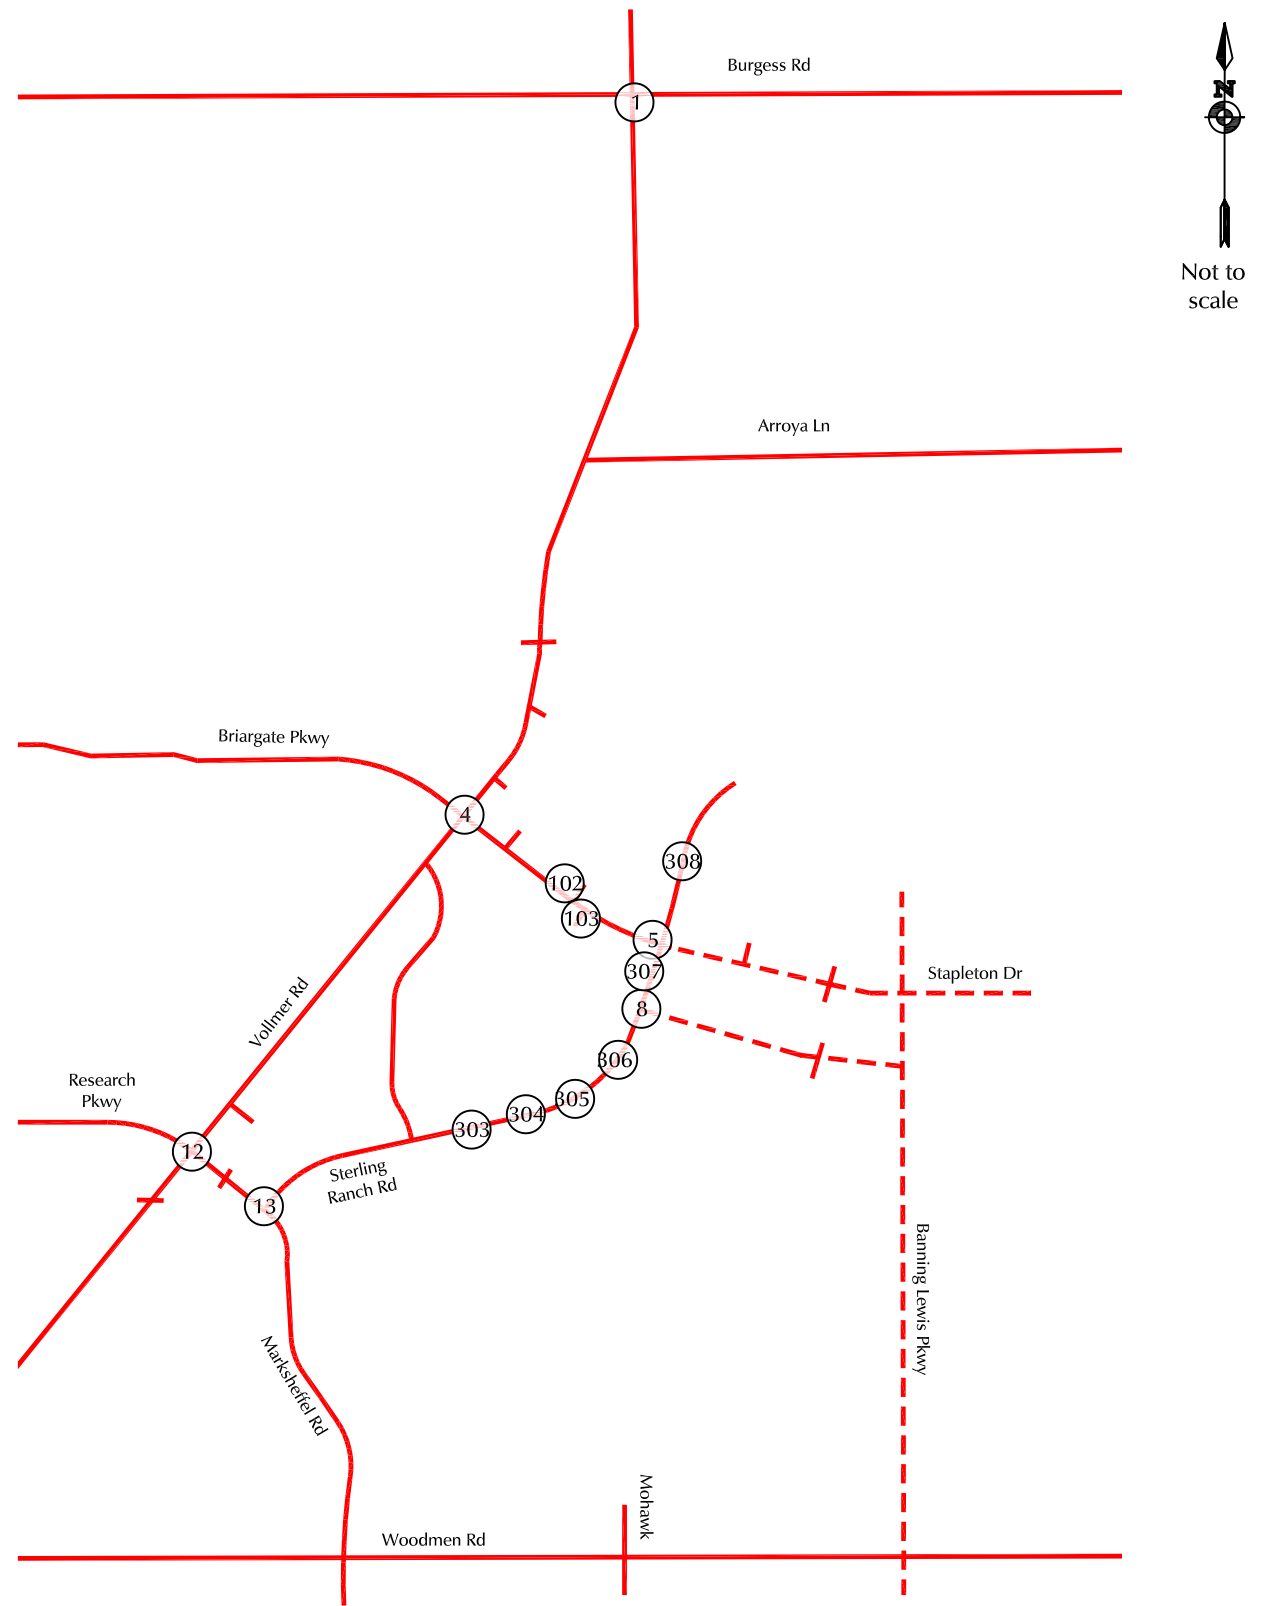 Burgess Rd
1
N
Not to
scale
Arroya Ln
Briargate Pkwy
4
308
102
103
5
307
Stapleton Dr
8
Vollmer Rd
306
Research
Pkwy
305
304
303
12
Sterling
Ranch Rd
13
Banning Lewis Pkwy
Marksheffel Rd
Mohawk
Woodmen Rd